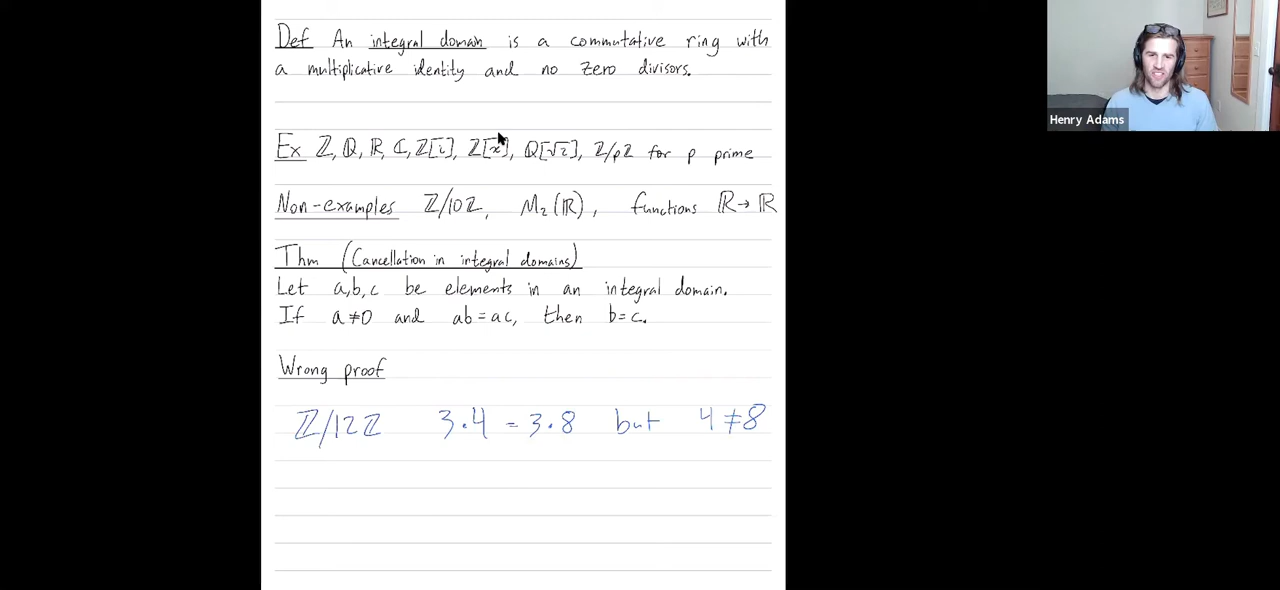 Def An integral domain is a commutative ring with
a multiplicative identity and no zero divisors.
Ex ℤ, ℚ, ℝ, ℂ, ℤ[i], ℤ[x], ℚ[√2], ℤ/pℤ for p prime
Non-examples ℤ/10ℤ, M₂(ℝ), functions ℝ→ℝ
Thm (Cancellation in integral domains)
Let a,b,c be elements in an integral domain.
If a≠0 and ab=ac, then b=c.
Wrong proof
ℤ/12ℤ 3·4 = 3·8 but 4≠8
Henry Adams